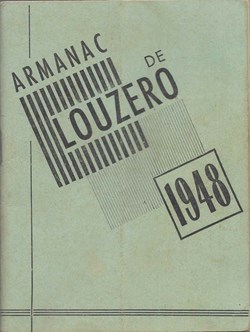 ARMANAC
DE
LOUZERO
1948